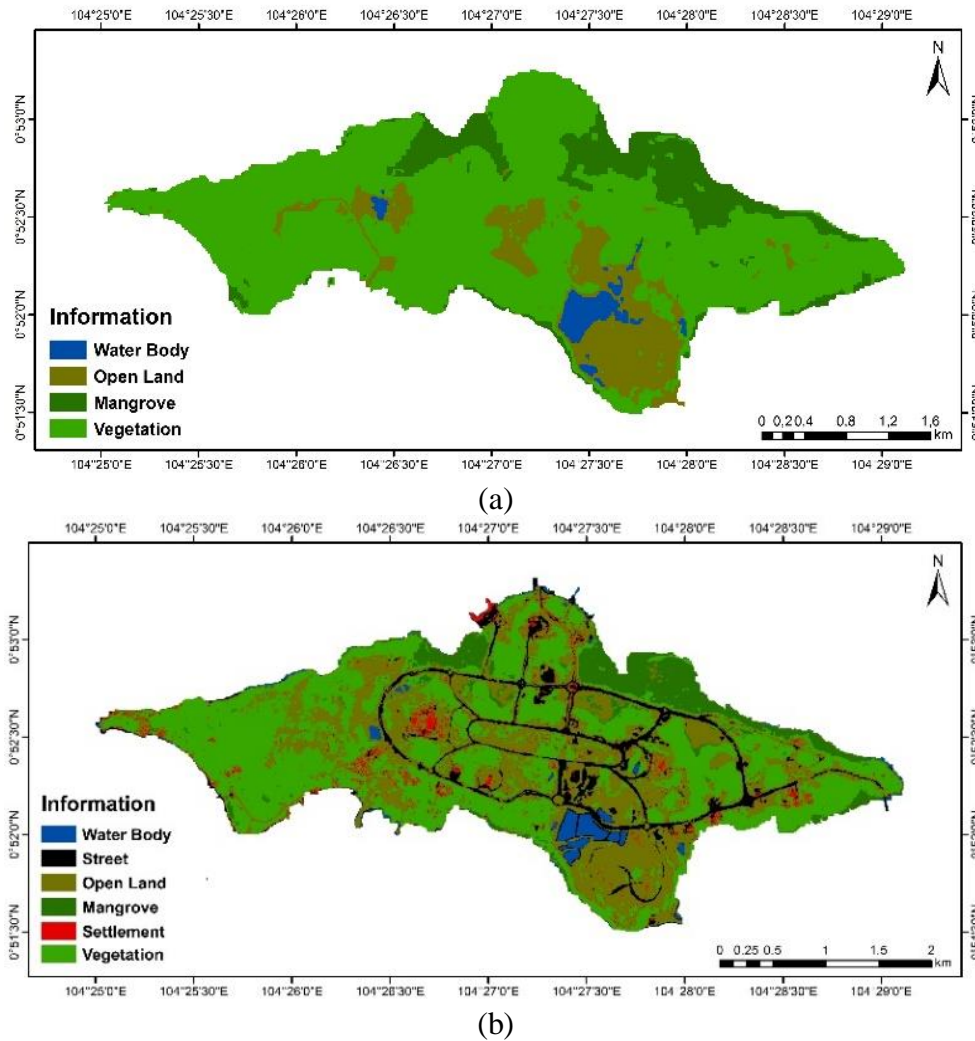 104°25'0"E 104°25'30"E 104°26'0"E 104°26'30"E 104°27'0"E 104°27'30"E 104°28'0"E 104°28'30"E 104°29'0"E
N
0°53'0"N
0°52'30"N
0°52'0"N
0°51'30"N
Information
Water Body
Open Land
Mangrove
Vegetation
0 0,20,4 0,8 1,2 1,6
km
104°25'0"E 104°25'30"E 104°26'0"E 104°26'30"E 104°27'0"E 104°27'30"E 104°28'0"E 104°28'30"E 104°29'0"E
(a)
104°25'0"E 104°25'30"E 104°26'0"E 104°26'30"E 104°27'0"E 104°27'30"E 104°28'0"E 104°28'30"E 104°29'0"E
N
0°53'0"N
0°52'30"N
0°52'0"N
0°51'30"N
Information
Water Body
Street
Open Land
Mangrove
Settlement
Vegetation
0 0.25 0.5 1 1.5 2
km
104°25'0"E 104°25'30"E 104°26'0"E 104°26'30"E 104°27'0"E 104°27'30"E 104°28'0"E 104°28'30"E 104°29'0"E
(b)